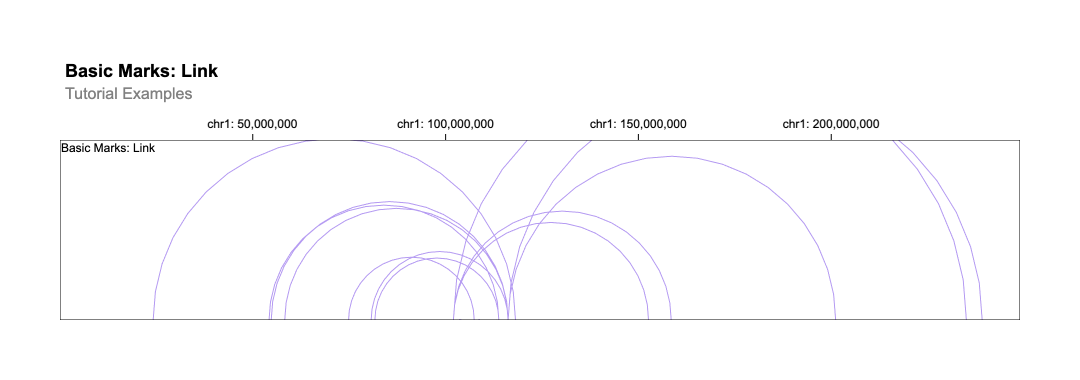 Basic Marks: Link
Tutorial Examples
chr1: 50,000,000 chr1: 100,000,000 chr1: 150,000,000 chr1: 200,000,000
Basic Marks: Link